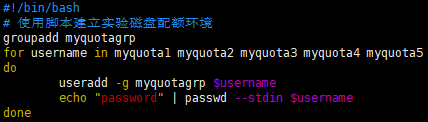 #!/bin/bash
# 使用脚本建立实验磁盘配额环境
groupadd myquotagrp
for username in myquota1 myquota2 myquota3 myquota4 myquota5
do
        useradd -g myquotagrp $username
        echo "password" | passwd --stdin $username
done